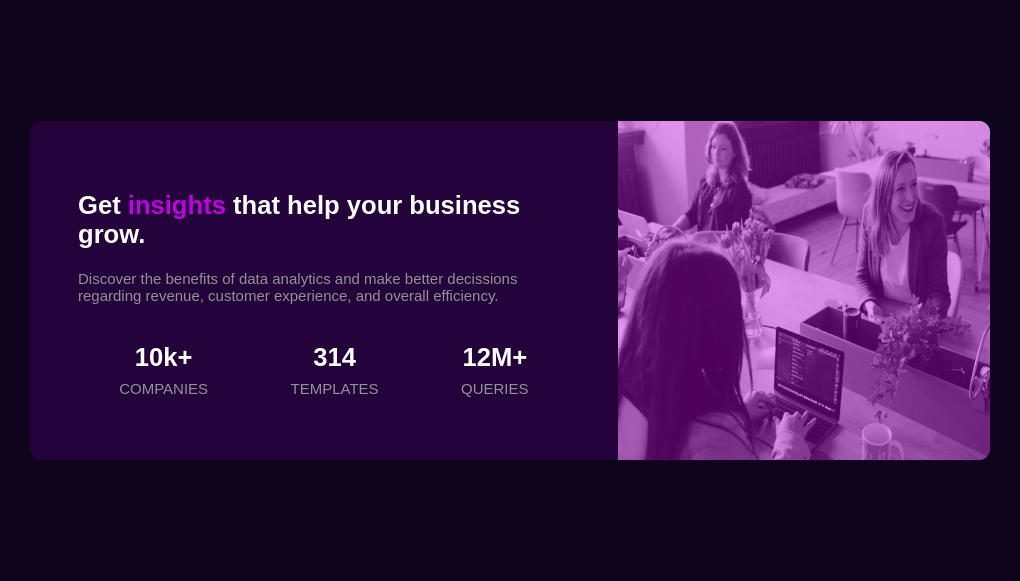 Get insights that help your business
grow.
Discover the benefits of data analytics and make better decissions
regarding revenue, customer experience, and overall efficiency.
10k+ 314 12M+
COMPANIES TEMPLATES QUERIES